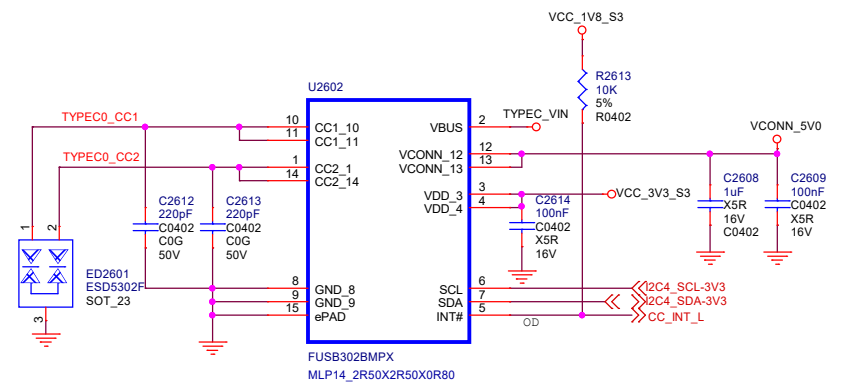 VCC_1V8_S3
U2602
R2613
10K
5%
R0402
TYPEC0_CC1
10
11
CC1_10
CC1_11
VBUS
2
TYPEC_VIN
VCONN_5V0
TYPEC0_CC2
1
14
CC2_1
CC2_14
VCONN_12
VCONN_13
12
13
C2612
220pF
C0402
C0G
50V
C2613
220pF
C0402
C0G
50V
VDD_3
VDD_4
3
4
C2614
100nF
C0402
X5R
16V
VCC_3V3_S3
C2608
1uF
X5R
16V
C0402
C2609
100nF
C0402
X5R
16V
1
2
ED2601
ESD5302F
SOT_23
3
8
9
15
GND_8
GND_9
ePAD
SCL
SDA
INT#
6
7
5
OD
I2C4_SCL-3V3
I2C4_SDA-3V3
CC_INT_L
FUSB302BMPX
MLP14_2R50X2R50X0R80